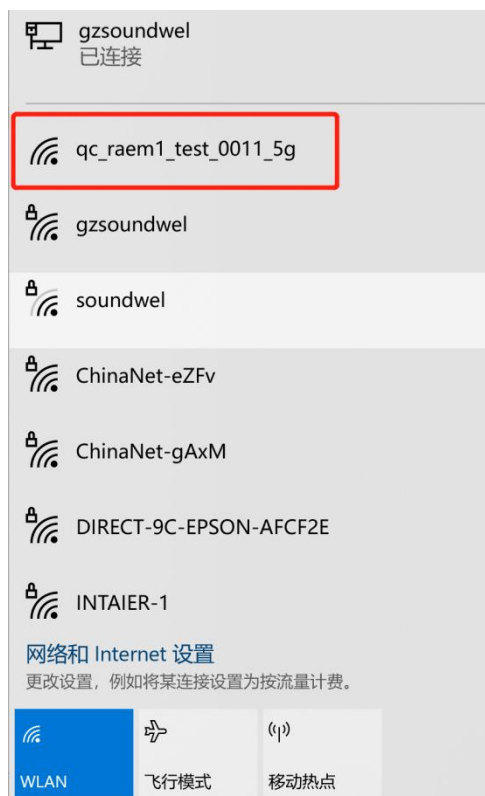 gzsoundwel
已连接
qc_raem1_test_0011_5g
gzsoundwel
soundwel
ChinaNet-eZFv
ChinaNet-gAxM
DIRECT-9C-EPSON-AFCF2E
INTAIER-1
网络和 Internet 设置
更改设置，例如将某连接设置为按流量计费。
WLAN 飞行模式 移动热点